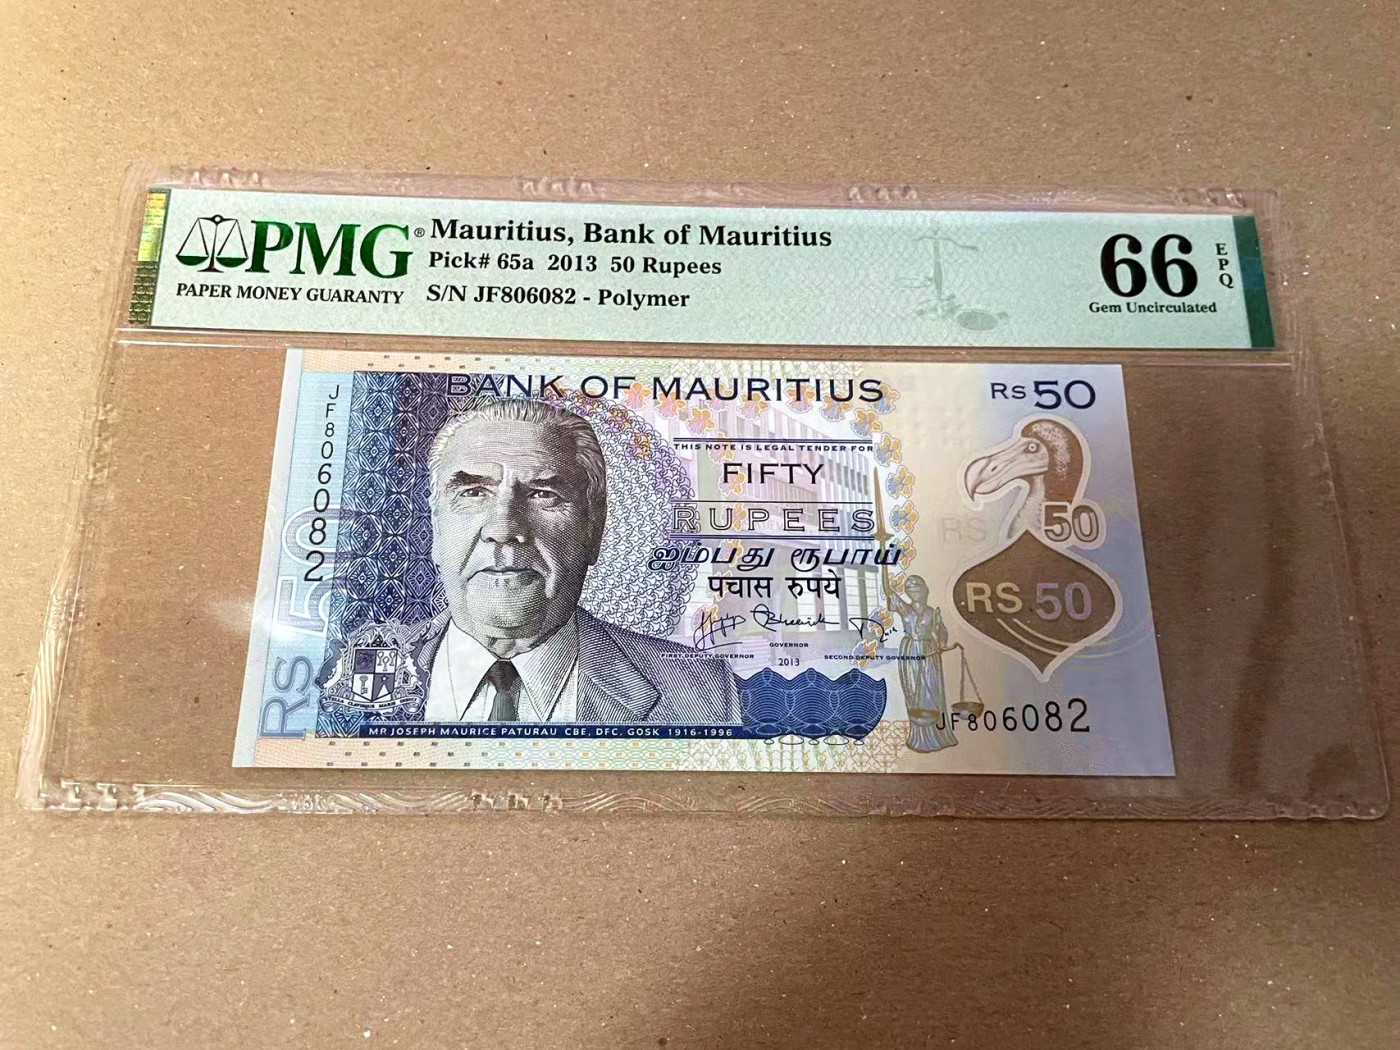 PMG® Mauritius, Bank of Mauritius
Pick# 65a 2013 50 Rupees
PAPER MONEY GUARANTY S/N JF806082 - Polymer
66 EPQ
Gem Uncirculated
BANK OF MAURITIUS
Rs 50
JF806082
THIS NOTE IS LEGAL TENDER FOR
FIFTY
RUPEES
ஐம்பது ரூபாய்
पचास रुपये
RS 50
RS 50
GOVERNOR
FIRST DEPUTY GOVERNOR 2013 SECOND DEPUTY GOVERNOR
Rs 50
JF806082
MR JOSEPH MAURICE PATURAU CBE, DFC, GOSK 1916-1996